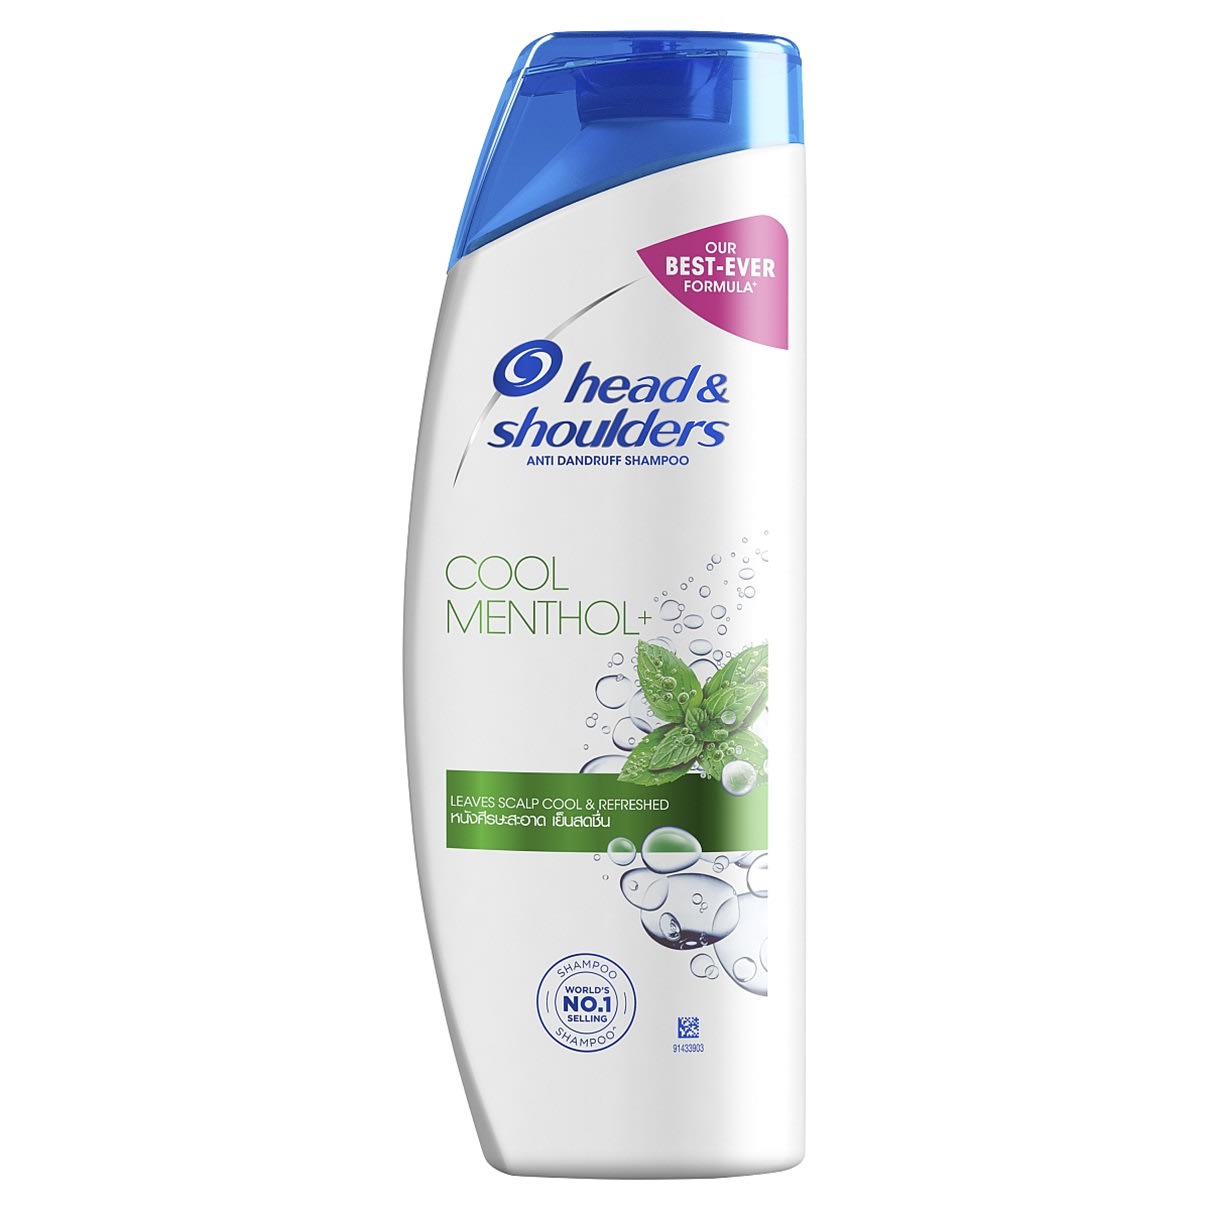 OUR
BEST-EVER
FORMULA+
head &
shoulders
ANTI DANDRUFF SHAMPOO
COOL
MENTHOL+
LEAVES SCALP COOL & REFRESHED
หนังศีรษะสะอาด เย็นสดชื่น
SHAMPOO
WORLD'S
NO.1
SELLING
SHAMPOO^
91433903